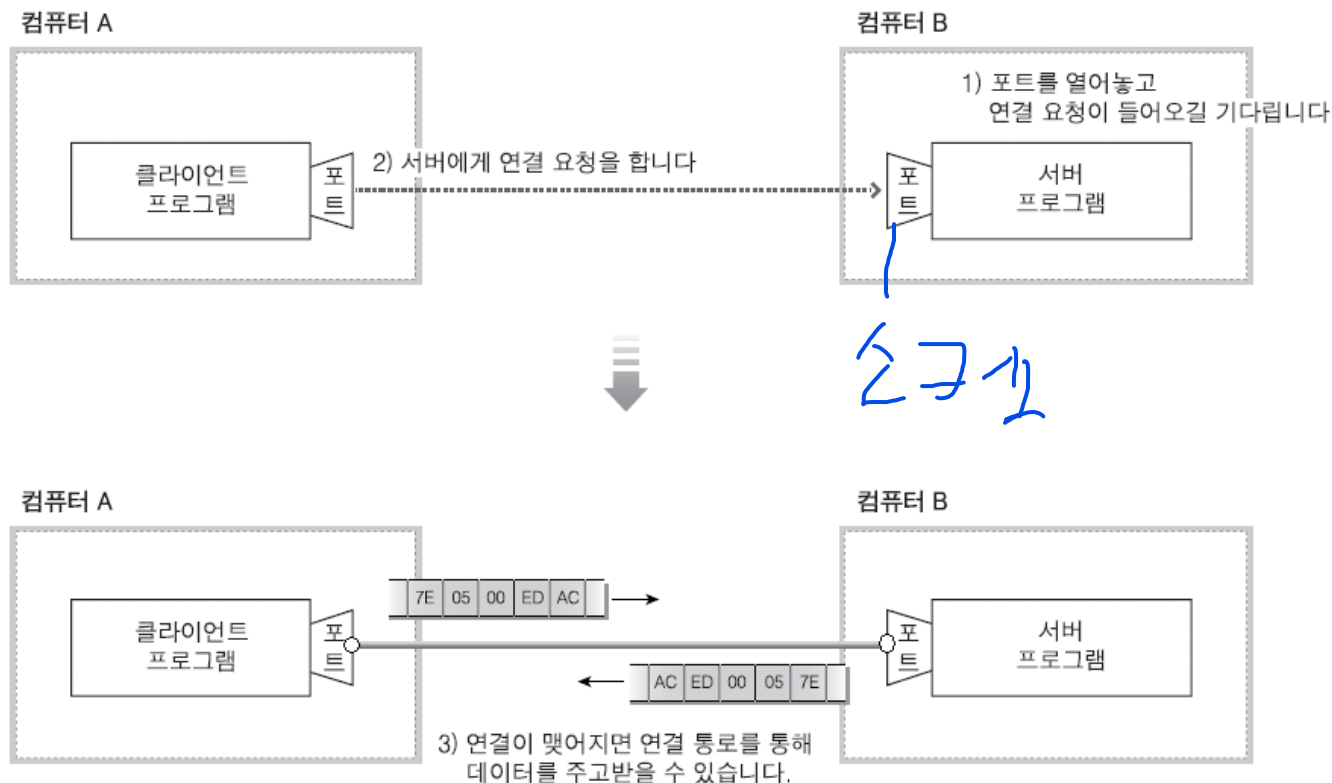 컴퓨터 A
컴퓨터 B
1) 포트를 열어놓고
연결 요청이 들어오길 기다립니다
클라이언트
프로그램
포
트
2) 서버에게 연결 요청을 합니다
포
트
서버
프로그램
소켓
컴퓨터 A
컴퓨터 B
7E 05 00 ED AC
클라이언트
프로그램
포
트
포
트
서버
프로그램
AC ED 00 05 7E
3) 연결이 맺어지면 연결 통로를 통해
데이터를 주고받을 수 있습니다.